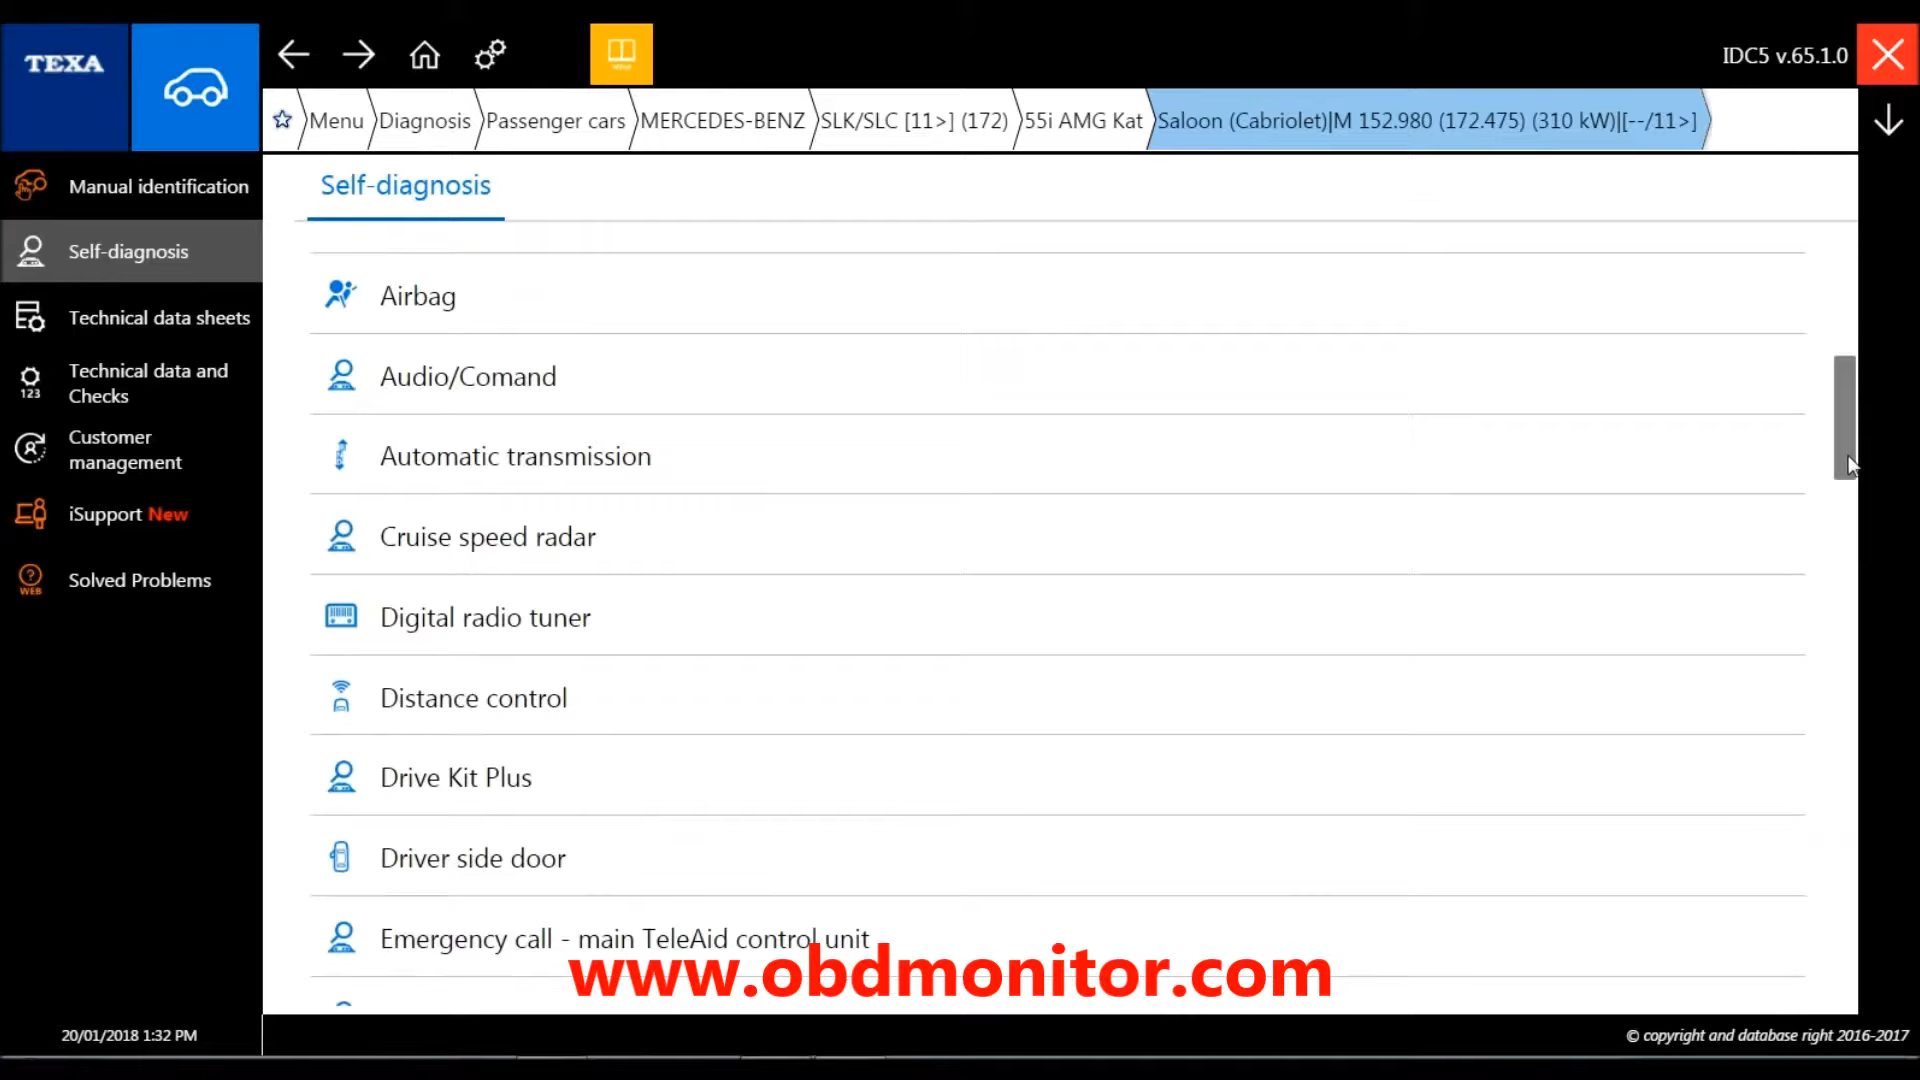 TEXA
IDC5 v.65.1.0
Menu
Diagnosis
Passenger cars
MERCEDES-BENZ
SLK/SLC [11>] (172)
55i AMG Kat
Saloon (Cabriolet)|M 152.980 (172.475) (310 kW)|[--/11>]
Manual identification
Self-diagnosis
Technical data sheets
123
Technical data and
Checks
Customer
management
iSupport New
WEB
Solved Problems
Self-diagnosis
Airbag
Audio/Comand
Automatic transmission
Cruise speed radar
Digital radio tuner
Distance control
Drive Kit Plus
Driver side door
Emergency call - main TeleAid control unit
www.obdmonitor.com
20/01/2018 1:32 PM
© copyright and database right 2016-2017